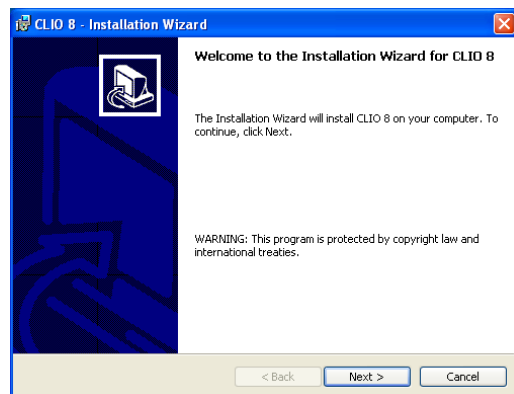 CLIO 8 - Installation Wizard
Welcome to the Installation Wizard for CLIO 8
The Installation Wizard will install CLIO 8 on your computer. To
continue, click Next.
WARNING: This program is protected by copyright law and
international treaties.
< Back Next > Cancel